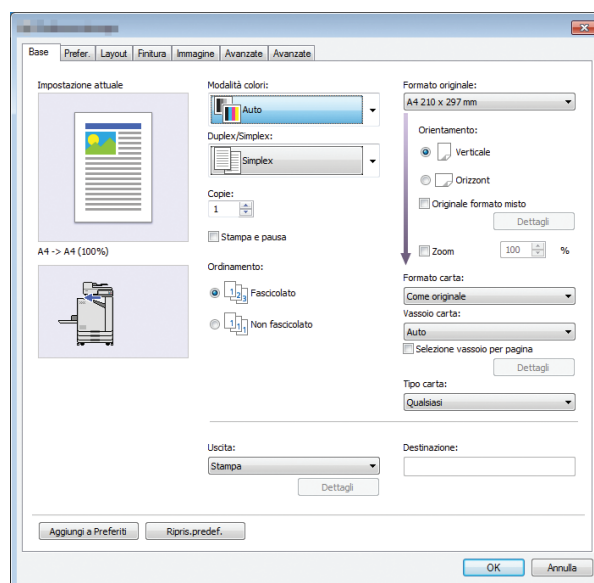 Base Prefer. Layout Finitura Immagine Avanzate Avanzate
Impostazione attuale
A4 -> A4 (100%)
Modalità colori:
Auto
Duplex/Simplex:
Simplex
Copie:
1
Stampa e pausa
Ordinamento:
Fascicolato
Non fascicolato
Formato originale:
A4 210 x 297 mm
Orientamento:
Verticale
Orizzont
Originale formato misto
Dettagli
Zoom 100 %
Formato carta:
Come originale
Vassoio carta:
Auto
Selezione vassoio per pagina
Dettagli
Tipo carta:
Qualsiasi
Uscita:
Stampa
Dettagli
Destinazione:
Aggiungi a Preferiti Ripris.predef.
OK Annulla